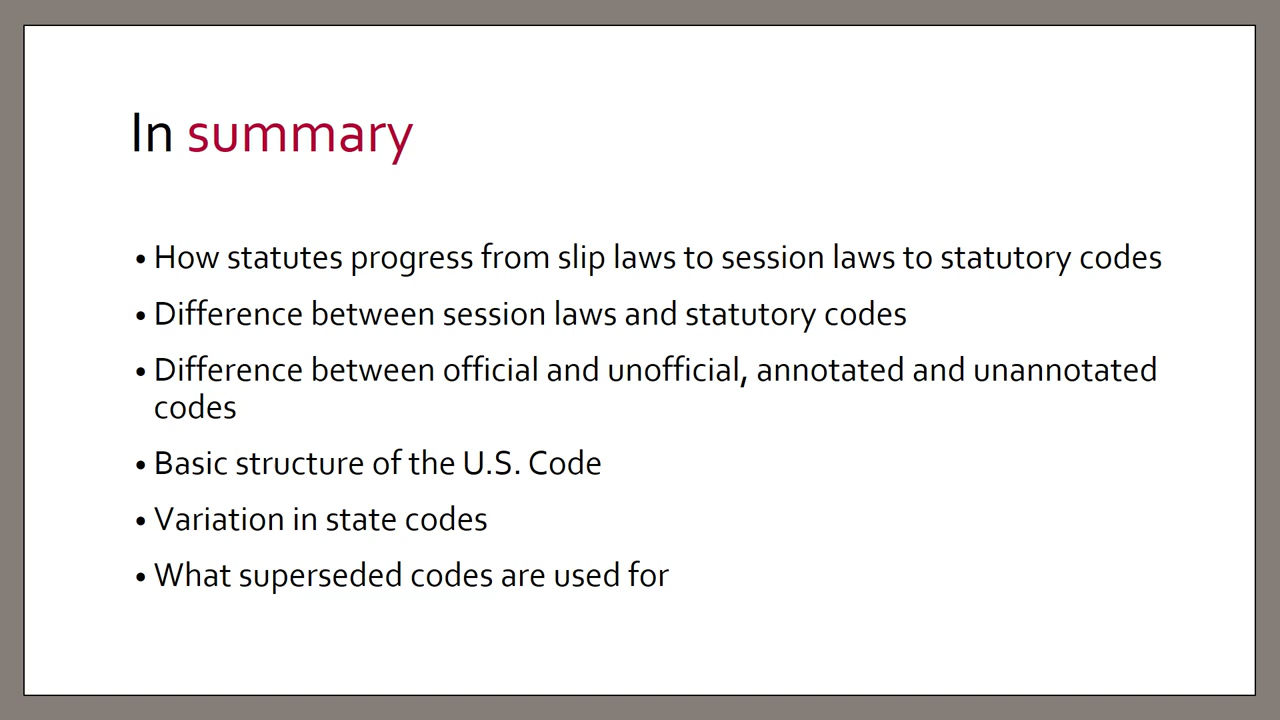 In summary
• How statutes progress from slip laws to session laws to statutory codes
• Difference between session laws and statutory codes
• Difference between official and unofficial, annotated and unannotated
codes
• Basic structure of the U.S. Code
• Variation in state codes
• What superseded codes are used for